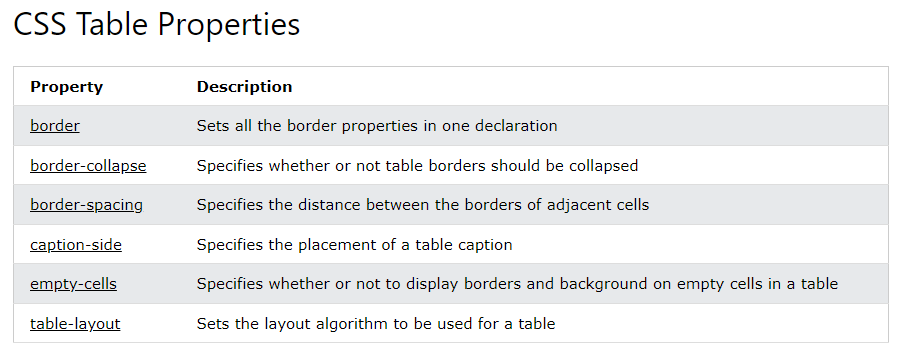 CSS Table Properties
Property Description
border Sets all the border properties in one declaration
border-collapse Specifies whether or not table borders should be collapsed
border-spacing Specifies the distance between the borders of adjacent cells
caption-side Specifies the placement of a table caption
empty-cells Specifies whether or not to display borders and background on empty cells in a table
table-layout Sets the layout algorithm to be used for a table